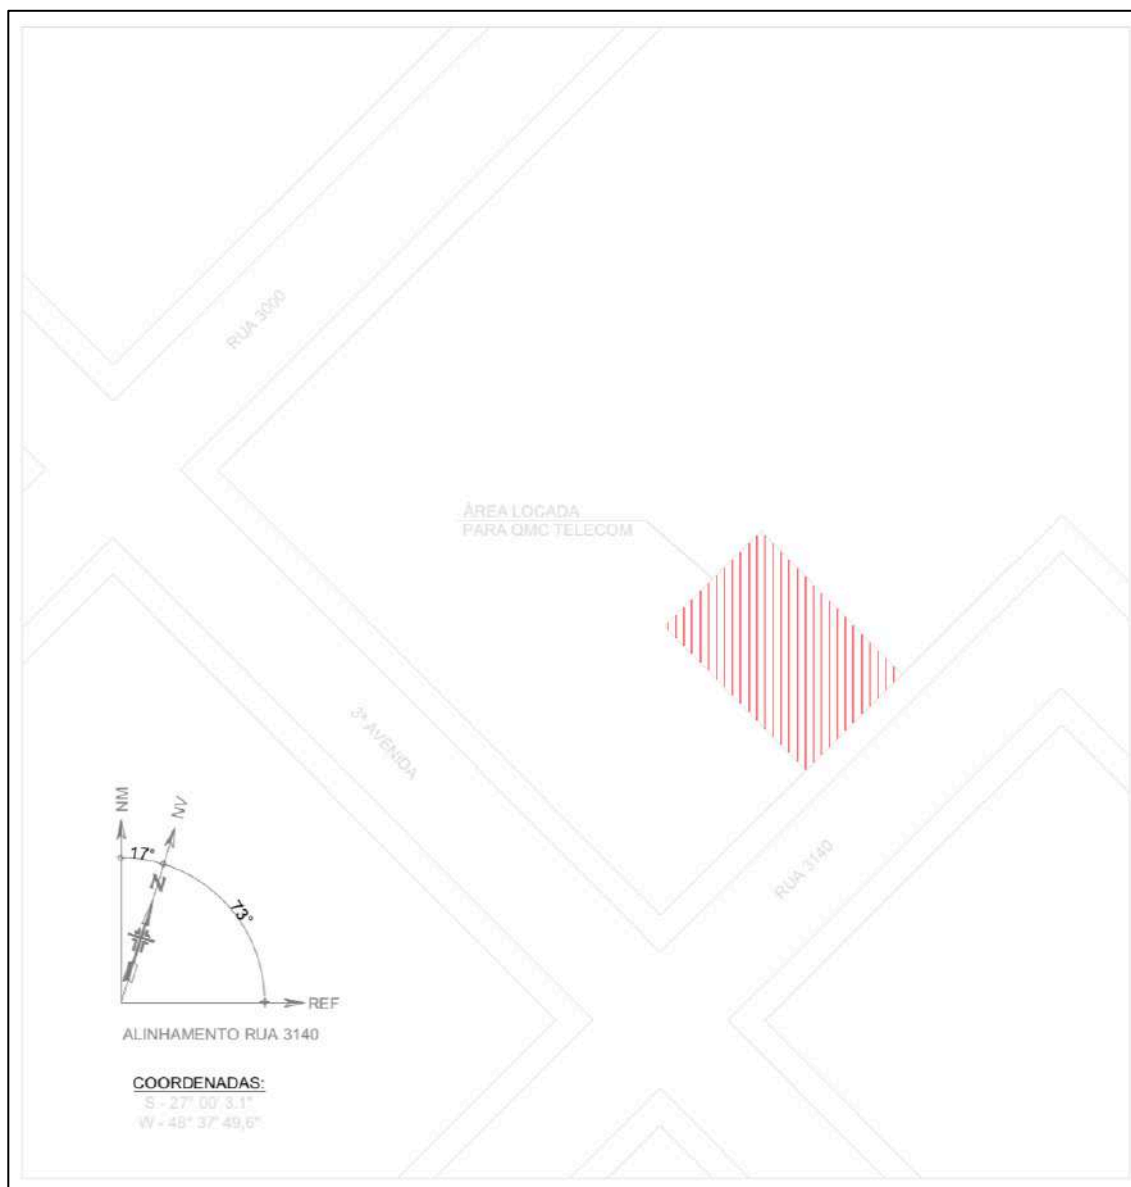 RUA 3000
ÁREA LOCADA
PARA QMC TELECOM
3ª AVENIDA
RUA 3140
NM
NV
17°
N
73°
REF
ALINHAMENTO RUA 3140
COORDENADAS:
S - 27° 00' 3.1"
W - 48° 37' 49,6"